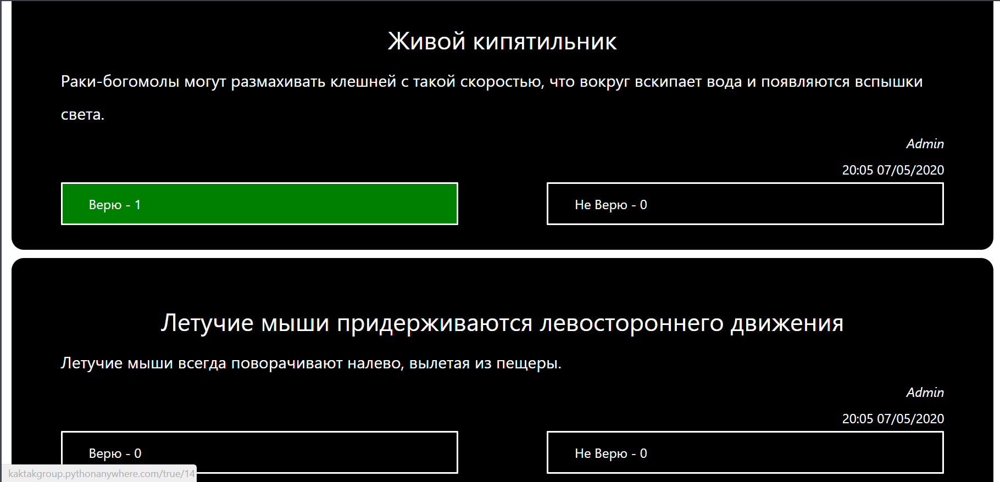 Живой кипятильник
Раки-богомолы могут размахивать клешней с такой скоростью, что вокруг вскипает вода и появляются вспышки
света.
Admin
20:05 07/05/2020
Верю - 1
Не Верю - 0
Летучие мыши придерживаются левостороннего движения
Летучие мыши всегда поворачивают налево, вылетая из пещеры.
Admin
20:05 07/05/2020
Верю - 0
Не Верю - 0
kaktakgroup.pythonanywhere.com/true/14